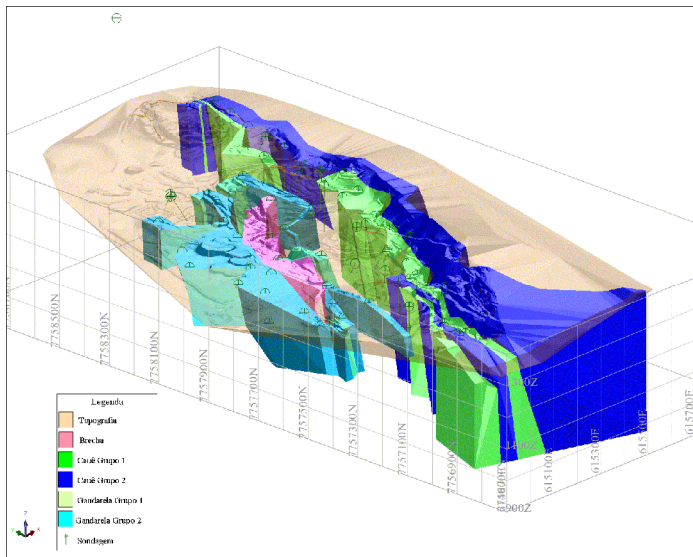 7758500N
7758300N
7758100N
7757900N
7757700N
7757500N
7757300N
7757100N
7756900N
615100E
615300E
615500E
615700E
900Z
Legenda
Topografia
Brecha
Cauê Grupo 1
Cauê Grupo 2
Gandarela Grupo 1
Gandarela Grupo 2
Sondagem
Z
Y
X